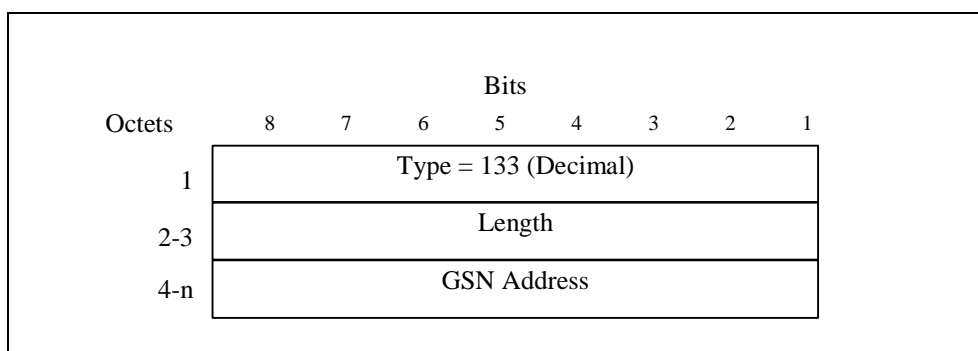 Bits
Octets 8 7 6 5 4 3 2 1
1 Type = 133 (Decimal)
2-3 Length
4-n GSN Address